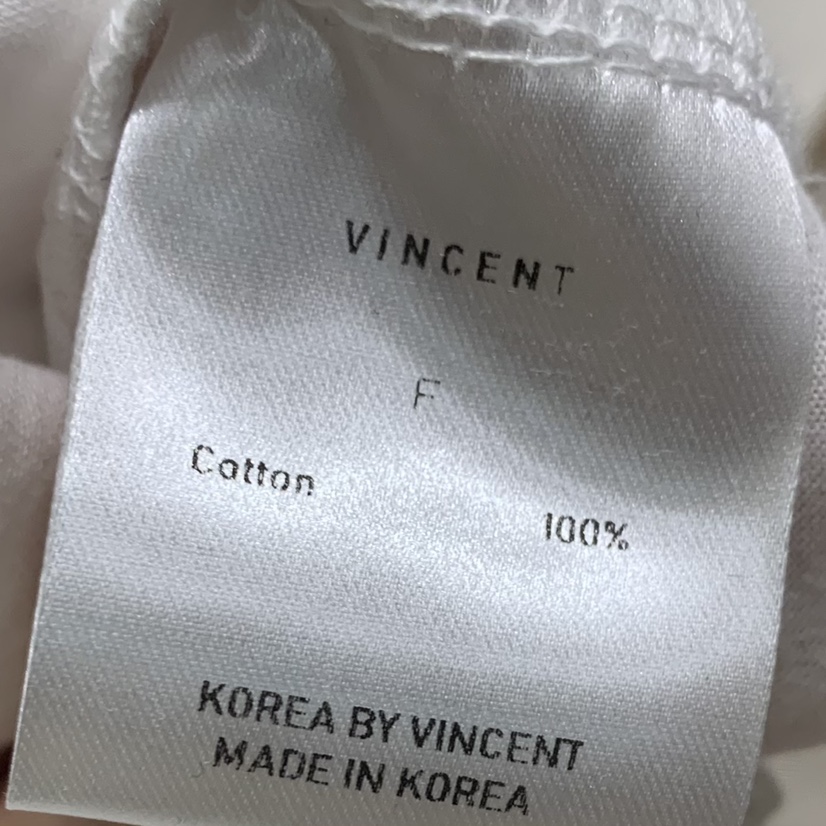 VINCENT
F
Cotton 100%
KOREA BY VINCENT
MADE IN KOREA